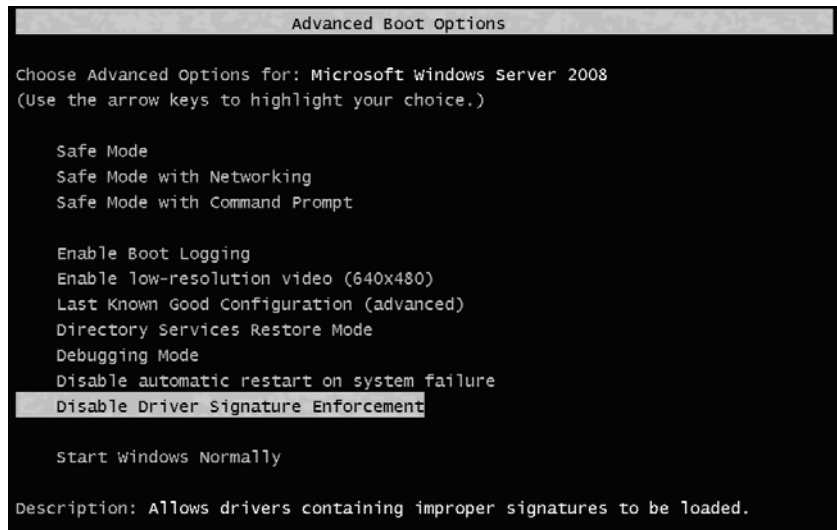 Advanced Boot Options
Choose Advanced Options for: Microsoft Windows Server 2008
(Use the arrow keys to highlight your choice.)
Safe Mode
Safe Mode with Networking
Safe Mode with Command Prompt
Enable Boot Logging
Enable low-resolution video (640x480)
Last Known Good Configuration (advanced)
Directory Services Restore Mode
Debugging Mode
Disable automatic restart on system failure
Disable Driver Signature Enforcement
Start Windows Normally
Description: Allows drivers containing improper signatures to be loaded.